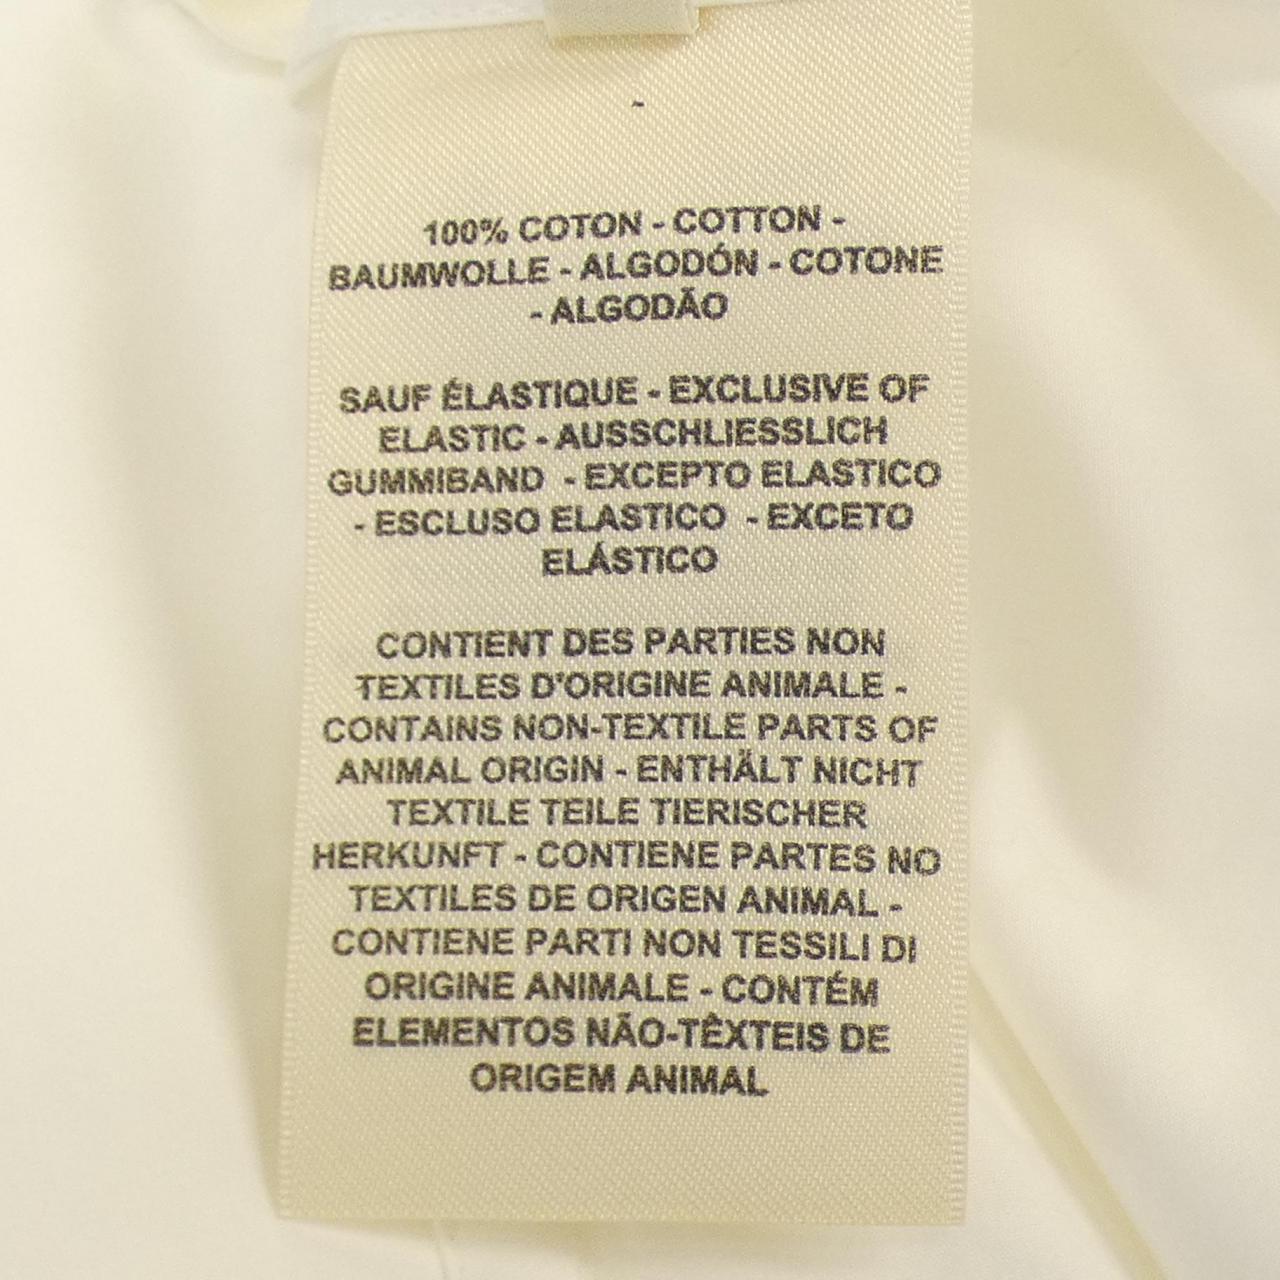 100% COTON - COTTON -
BAUMWOLLE - ALGODÓN - COTONE
- ALGODÃO
SAUF ÉLASTIQUE - EXCLUSIVE OF
ELASTIC - AUSSCHLIESSLICH
GUMMIBAND - EXCEPTO ELASTICO
- ESCLUSO ELASTICO - EXCETO
ELÁSTICO
CONTIENT DES PARTIES NON
TEXTILES D'ORIGINE ANIMALE -
CONTAINS NON-TEXTILE PARTS OF
ANIMAL ORIGIN - ENTHÄLT NICHT
TEXTILE TEILE TIERISCHER
HERKUNFT - CONTIENE PARTES NO
TEXTILES DE ORIGEN ANIMAL -
CONTIENE PARTI NON TESSILI DI
ORIGINE ANIMALE - CONTÉM
ELEMENTOS NÃO-TÊXTEIS DE
ORIGEM ANIMAL